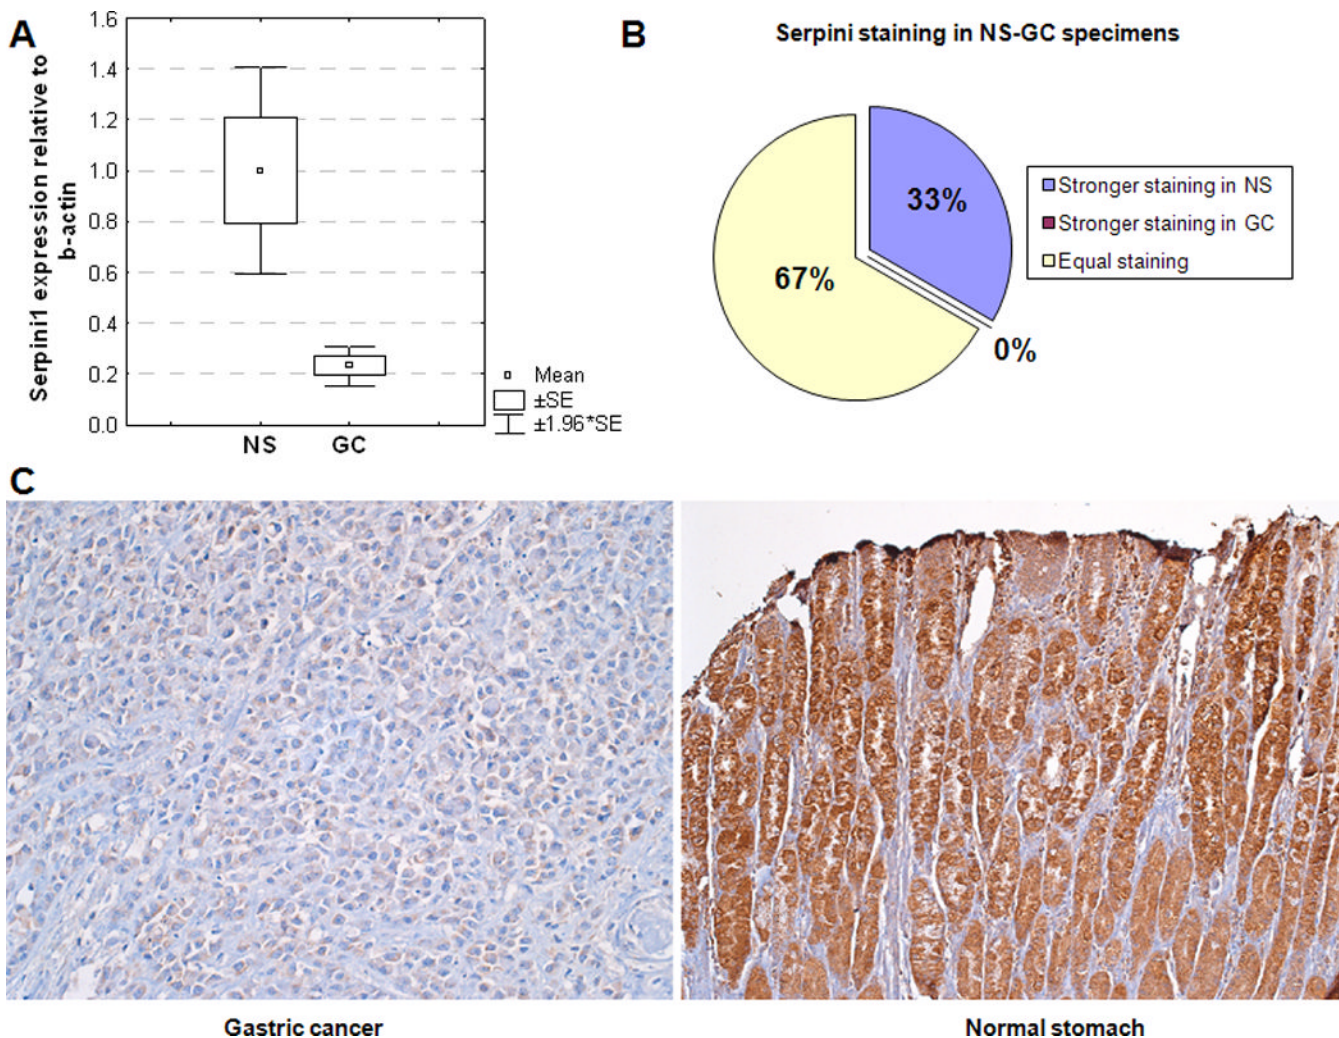 A
Serpini1 expression relative to
b-actin
1.6
1.4
1.2
1.0
0.8
0.6
0.4
0.2
0.0
NS GC
Mean
±SE
±1.96*SE
B
Serpini staining in NS-GC specimens
33%
67%
0%
Stronger staining in NS
Stronger staining in GC
Equal staining
C
Gastric cancer
Normal stomach